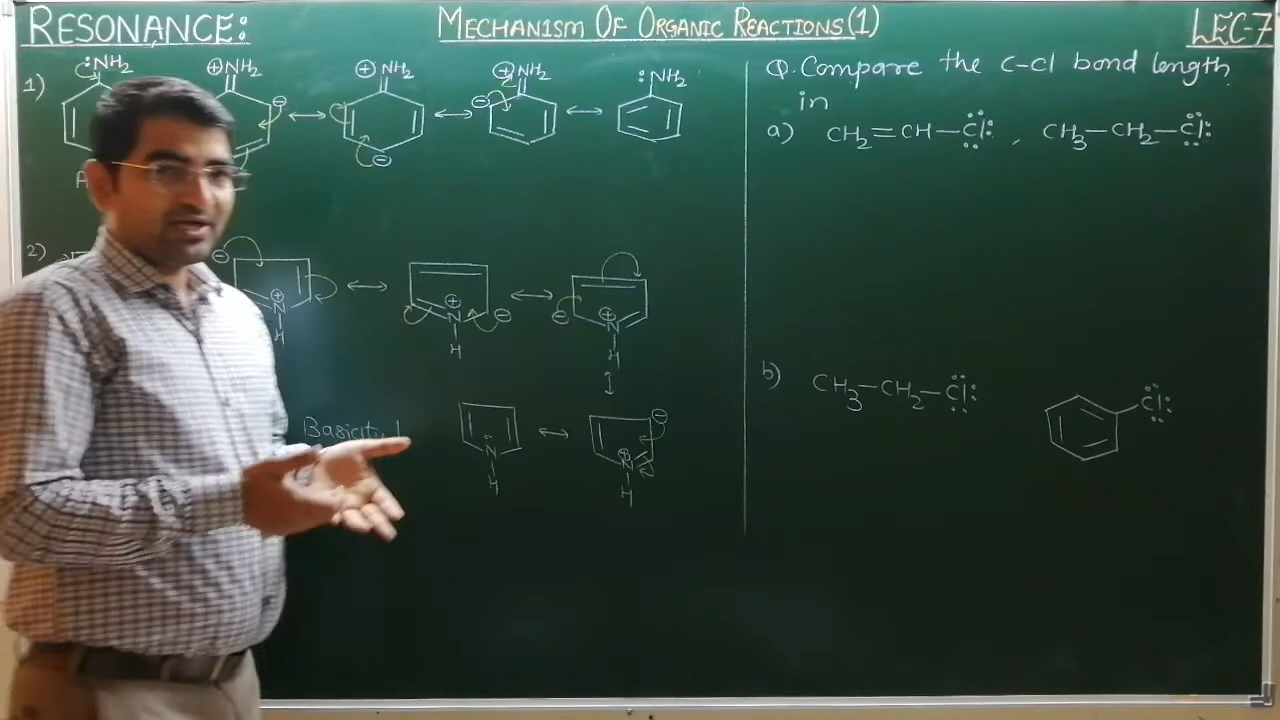 RESONANCE:
MECHANISM OF ORGANIC REACTIONS(1)
LEC-7
1)
:NH₂ ⊕NH₂ ⊖ ↔ ⊕ NH₂ ⊖ ↔ ⊕NH₂ ⊖ ↔ :NH₂
A
2)
⊖ ⊕ N H ↔ ⊕ N H ⊖ ↔ ⊖ ⊕ N H
↕
Basicity
N̈ H ↔ ⊕ N H ⊖
Q. Compare the C-Cl bond length
in
a) CH₂=CH-Cl: , CH₃-CH₂-Cl:
b) CH₃-CH₂-Cl: Cl: